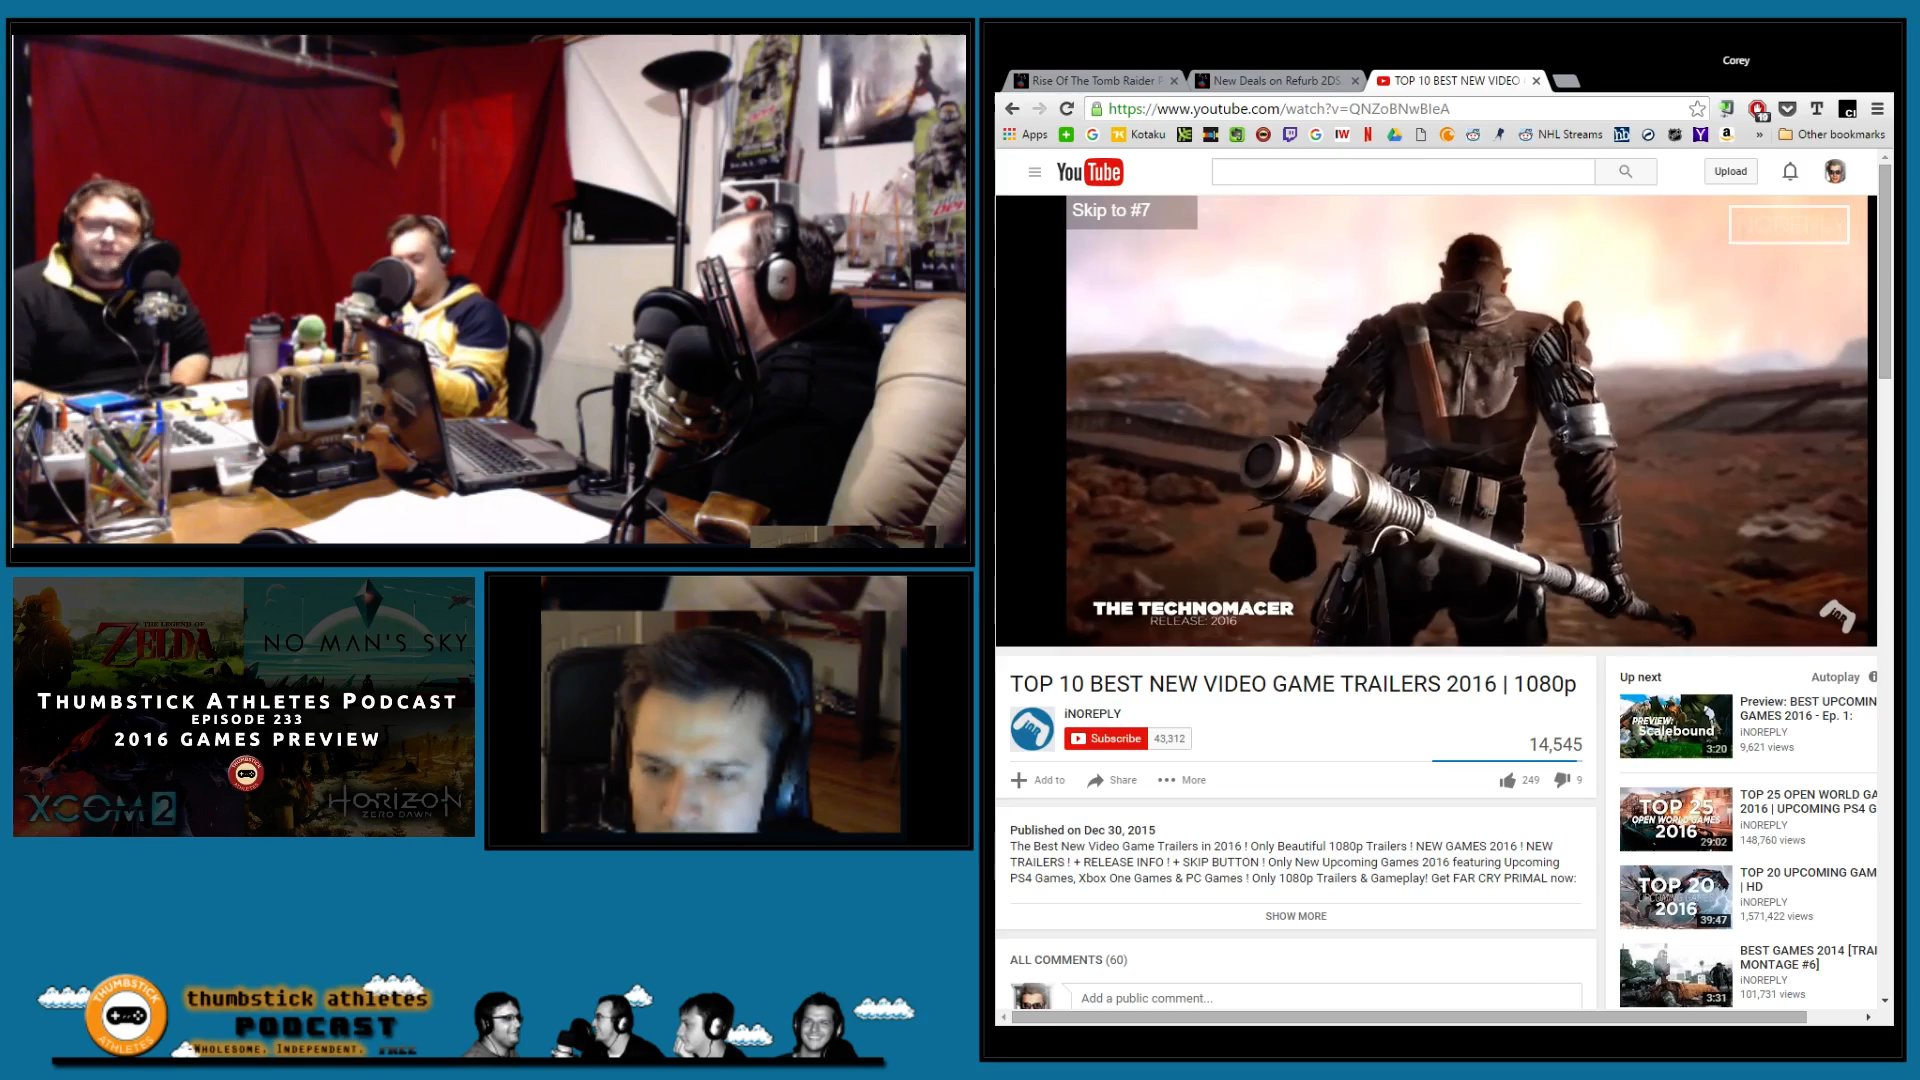 Corey
Rise Of The Tomb Raider
New Deals on Refurb 2DS
TOP 10 BEST NEW VIDEO
https://www.youtube.com/watch?v=QNZoBNwBIeA
Apps
Kotaku
NHL Streams
Other bookmarks
YouTube
Upload
Skip to #7
THE TECHNOMACER
RELEASE: 2016
TOP 10 BEST NEW VIDEO GAME TRAILERS 2016 | 1080p
iNOREPLY
Subscribe 43,312
14,545
Add to Share More
249 9
Published on Dec 30, 2015
The Best New Video Game Trailers in 2016 ! Only Beautiful 1080p Trailers ! NEW GAMES 2016 ! NEW
TRAILERS ! + RELEASE INFO ! + SKIP BUTTON ! Only New Upcoming Games 2016 featuring Upcoming
PS4 Games, Xbox One Games & PC Games ! Only 1080p Trailers & Gameplay! Get FAR CRY PRIMAL now:
SHOW MORE
ALL COMMENTS (60)
Add a public comment...
Up next
Autoplay
PREVIEW:
Scalebound
3:20
Preview: BEST UPCOMIN
GAMES 2016 - Ep. 1:
iNOREPLY
9,621 views
TOP 25
OPEN WORLD GAMES
2016
29:02
TOP 25 OPEN WORLD GA
2016 | UPCOMING PS4 G
iNOREPLY
148,760 views
TOP 20
UPCOMING GAMES
2016
39:47
TOP 20 UPCOMING GAM
| HD
iNOREPLY
1,571,422 views
3:31
BEST GAMES 2014 [TRAI
MONTAGE #6]
iNOREPLY
101,731 views
THE LEGEND OF
ZELDA
NO MAN'S SKY
THUMBSTICK ATHLETES PODCAST
EPISODE 233
2016 GAMES PREVIEW
XCOM 2
HORIZON
ZERO DAWN
THUMBSTICK
ATHLETES
thumbstick athletes
PODCAST
WHOLESOME. INDEPENDENT. FREE